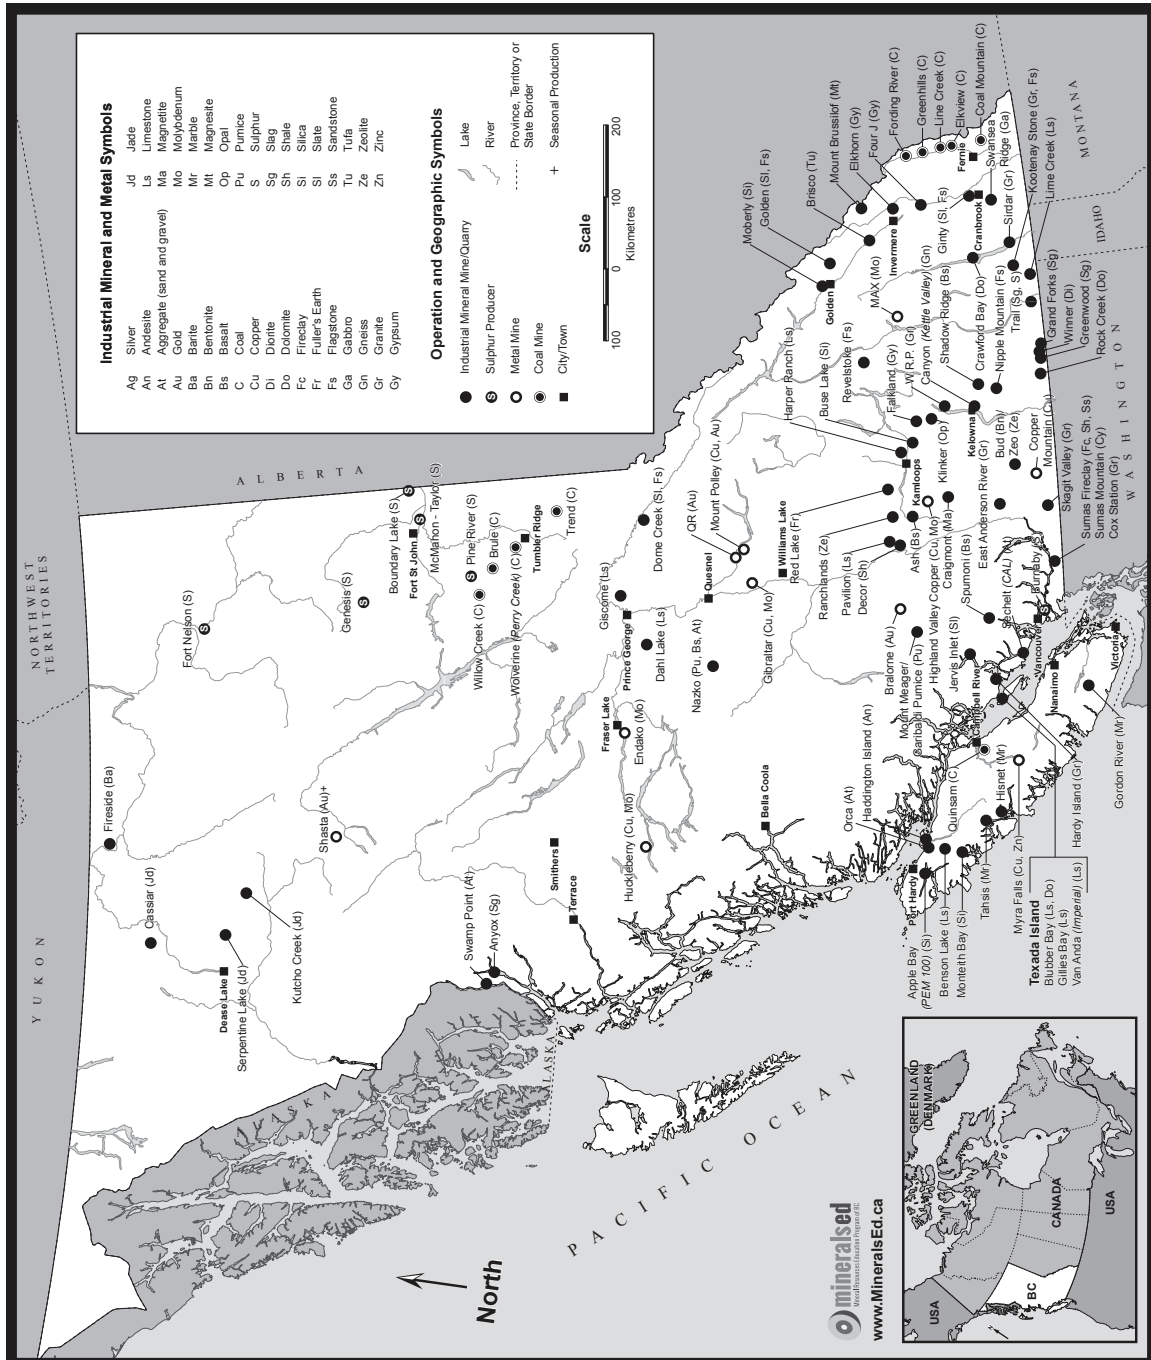 Industrial Mineral and Metal Symbols
Ag Silver
An Andesite
At Aggregate (sand and gravel)
Au Gold
Ba Barite
Bn Bentonite
Bs Basalt
C Coal
Cu Copper
Di Diorite
Do Dolomite
Fc Fireclay
Fr Fuller's Earth
Fs Flagstone
Ga Gabbro
Gn Gneiss
Gr Granite
Gy Gypsum
Jd Jade
Ls Limestone
Ma Magnetite
Mo Molybdenum
Mr Marble
Mt Magnesite
Op Opal
Pu Pumice
S Sulphur
Sg Slag
Sh Shale
Si Silica
Sl Slate
Ss Sandstone
Tu Tufa
Ze Zeolite
Zn Zinc
Operation and Geographic Symbols
Industrial Mineral Mine/Quarry
S Sulphur Producer
Metal Mine
Coal Mine
City/Town
Lake
River
Province, Territory or
State Border
+ Seasonal Production
Scale
100 0 100 200
Kilometres
YUKON
NORTHWEST
TERRITORIES
ALBERTA
ALASKA
ALASKA
MONTANA
IDAHO
WASHINGTON
PACIFIC OCEAN
North
Fireside (Ba)
Cassiar (Jd)
Dease Lake
Serpentine Lake (Jd)
Kutcho Creek (Jd)
Shasta (Au)+
Fort Nelson (S)
S
Genesis (S)
S
Boundary Lake (S)
S
Fort St John
McMahon - Taylor (S)
S
Pine River (S)
S
Willow Creek (C)
Brule (C)
Wolverine (Perry Creek) (C)
Tumbler Ridge
Trend (C)
Swamp Point (At)
Anyox (Sg)
Smithers
Terrace
Huckleberry (Cu, Mo)
Fraser Lake
Endako (Mo)
Giscome (Ls)
Prince George
Dahl Lake (Ls)
Dome Creek (Sl, Fs)
Nazko (Pu, Bs, At)
QR (Au)
Mount Polley (Cu, Au)
Quesnel
Gibraltar (Cu, Mo)
Williams Lake
Bella Coola
Red Lake (Fr)
Ranchlands (Ze)
Pavilion (Ls)
Decor (Sh)
Ash (Bs)
Kamloops
Harper Ranch (Ls)
Buse Lake (Si)
Revelstoke (Fs)
Falkland (Gy)
W. R.P. (Gr)
Canyon (Kettle Valley) (Gn)
Shadow Ridge (Bs)
Crawford Bay (Do)
Nipple Mountain (Fs)
Trail (Sg, S)
Moberly (Si)
Golden (Sl, Fs)
Golden
Brisco (Tu)
Mount Brussilof (Mt)
Elkhorn (Gy)
Four J (Gy)
Fording River (C)
Greenhills (C)
Line Creek (C)
Elkview (C)
Coal Mountain (C)
Fernie
Invermere
MAX (Mo)
Ginty (Sl, Fs)
Cranbrook
Swansea
Ridge (Ga)
Sirdar (Gr)
Kootenay Stone (Gr, Fs)
Lime Creek (Ls)
Grand Forks (Sg)
Winner (Di)
Greenwood (Sg)
Rock Creek (Do)
Kelowna
Klinker (Op)
Bud (Bn)
Zeo (Ze)
Copper
Mountain (Cu)
Highland Valley Copper (Cu, Mo)
Craigmont (Ma)
East Anderson River (Gr)
Spumoni (Bs)
Skagit Valley (Gr)
Sumas Fireclay (Fc, Sh, Ss)
Sumas Mountain (Cy)
Cox Station (Gr)
Bralorne (Au)
Mount Meager/
Garibaldi Pumice (Pu)
Jervis Inlet (Sl)
Sechelt (CAL) (At)
Burnaby (S)
S
Vancouver
Victoria
Nanaimo
Campbell River
Orca (At)
Haddington Island (An)
Quinsam (C)
Hisnet (Mr)
Port Hardy
Apple Bay
(PEM 100) (Si)
Benson Lake (Ls)
Monteith Bay (Si)
Tahsis (Mr)
Myra Falls (Cu, Zn)
Texada Island
Blubber Bay (Ls, Do)
Gillies Bay (Ls)
Van Anda (Imperial) (Ls)
Hardy Island (Gr)
Gordon River (Mr)
mineralsed
Mineral Resources Education Program of BC
www.MineralsEd.ca
GREENLAND
(DENMARK)
USA
BC
CANADA
USA
N